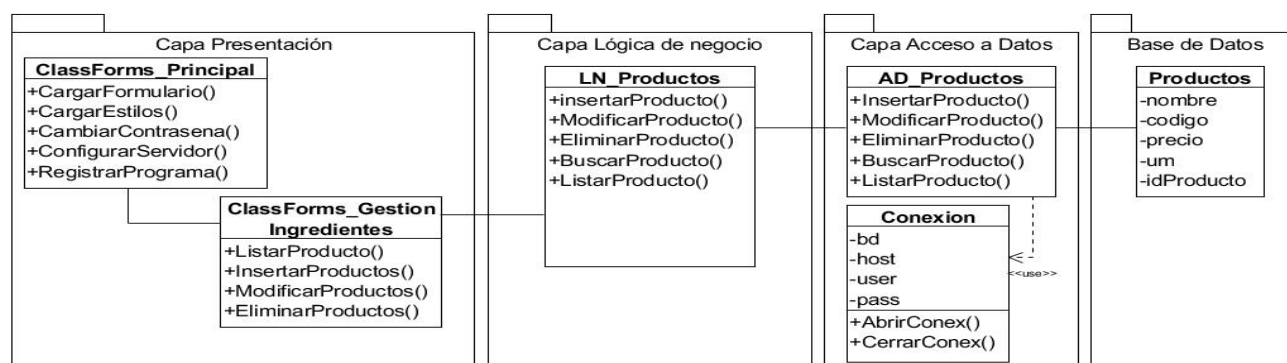 Capa Presentación
ClassForms_Principal
+CargarFormulario()
+CargarEstilos()
+CambiarContrasena()
+ConfigurarServidor()
+RegistrarPrograma()
ClassForms_Gestion
Ingredientes
+ListarProducto()
+InsertarProductos()
+ModificarProductos()
+EliminarProductos()
Capa Lógica de negocio
LN_Productos
+insertarProducto()
+ModificarProducto()
+EliminarProducto()
+BuscarProducto()
+ListarProducto()
Capa Acceso a Datos
AD_Productos
+InsertarProducto()
+ModificarProducto()
+EliminarProducto()
+BuscarProducto()
+ListarProducto()
Conexion
-bd
-host
-user
-pass
+AbrirConex()
+CerrarConex()
<<use>>
Base de Datos
Productos
-nombre
-codigo
-precio
-um
-idProducto